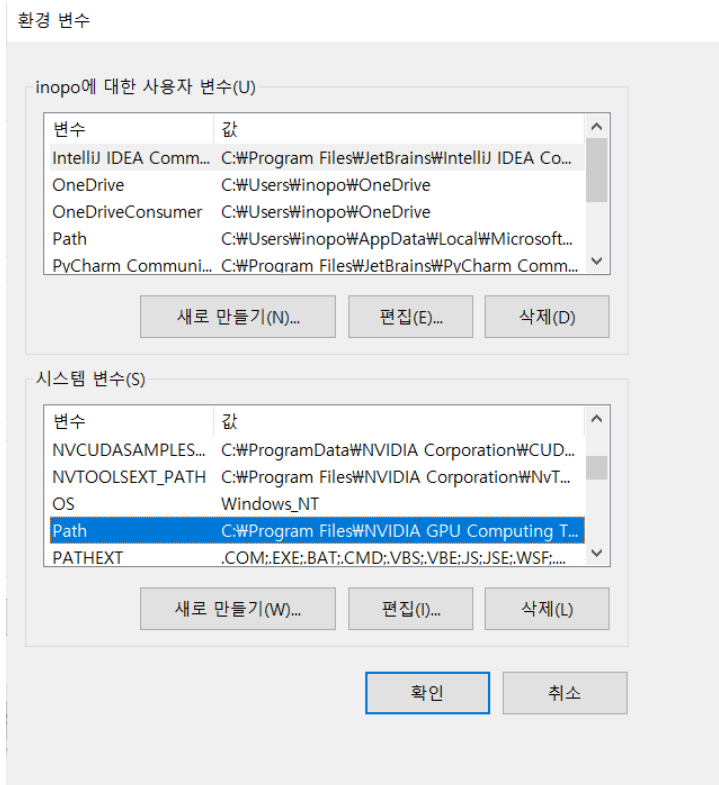 환경 변수
inopo에 대한 사용자 변수(U)
변수 값
IntelliJ IDEA Comm... C:₩Program Files₩JetBrains₩IntelliJ IDEA Co...
OneDrive C:₩Users₩inopo₩OneDrive
OneDriveConsumer C:₩Users₩inopo₩OneDrive
Path C:₩Users₩inopo₩AppData₩Local₩Microsoft...
PyCharm Communi... C:₩Program Files₩JetBrains₩PyCharm Comm...
새로 만들기(N)... 편집(E)... 삭제(D)
시스템 변수(S)
변수 값
NVCUDASAMPLES... C:₩ProgramData₩NVIDIA Corporation₩CUD...
NVTOOLSEXT_PATH C:₩Program Files₩NVIDIA Corporation₩NvT...
OS Windows_NT
Path C:₩Program Files₩NVIDIA GPU Computing T...
PATHEXT .COM;.EXE;.BAT;.CMD;.VBS;.VBE;.JS;.JSE;.WSF;....
새로 만들기(W)... 편집(I)... 삭제(L)
확인 취소